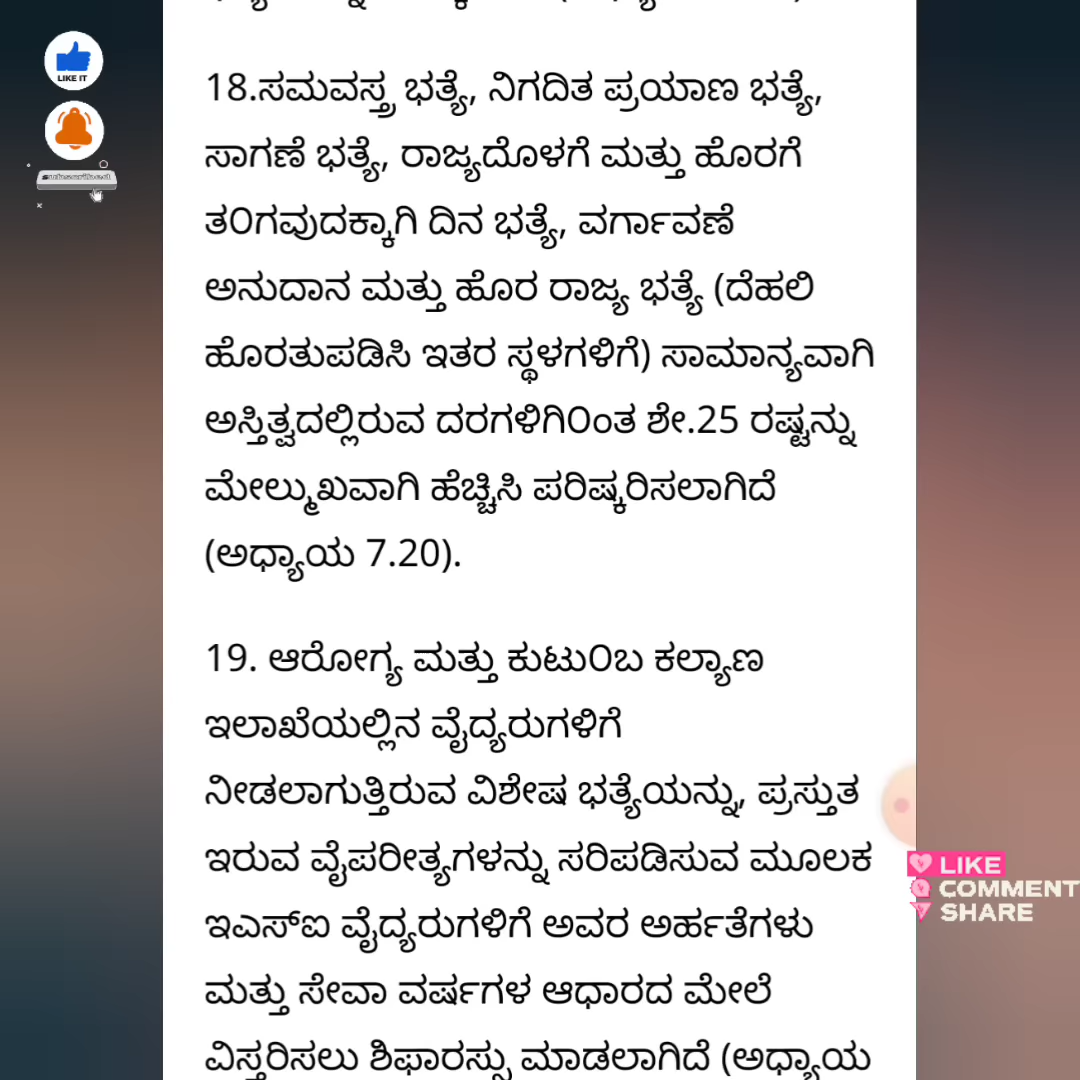 LIKE IT
subscribed
18.ಸಮವಸ್ತ್ರ ಭತ್ಯೆ, ನಿಗದಿತ ಪ್ರಯಾಣ ಭತ್ಯೆ,
ಸಾಗಣೆ ಭತ್ಯೆ, ರಾಜ್ಯದೊಳಗೆ ಮತ್ತು ಹೊರಗೆ
ತ0ಗವುದಕ್ಕಾಗಿ ದಿನ ಭತ್ಯೆ, ವರ್ಗಾವಣೆ
ಅನುದಾನ ಮತ್ತು ಹೊರ ರಾಜ್ಯ ಭತ್ಯೆ (ದೆಹಲಿ
ಹೊರತುಪಡಿಸಿ ಇತರ ಸ್ಥಳಗಳಿಗೆ) ಸಾಮಾನ್ಯವಾಗಿ
ಅಸ್ತಿತ್ವದಲ್ಲಿರುವ ದರಗಳಿಗಿ0ಂತ ಶೇ.25 ರಷ್ಟನ್ನು
ಮೇಲ್ಮುಖವಾಗಿ ಹೆಚ್ಚಿಸಿ ಪರಿಷ್ಕರಿಸಲಾಗಿದೆ
(ಅಧ್ಯಾಯ 7.20).
19. ಆರೋಗ್ಯ ಮತ್ತು ಕುಟು0ಬ ಕಲ್ಯಾಣ
ಇಲಾಖೆಯಲ್ಲಿನ ವೈದ್ಯರುಗಳಿಗೆ
ನೀಡಲಾಗುತ್ತಿರುವ ವಿಶೇಷ ಭತ್ಯೆಯನ್ನು, ಪ್ರಸ್ತುತ
ಇರುವ ವೈಪರೀತ್ಯಗಳನ್ನು ಸರಿಪಡಿಸುವ ಮೂಲಕ
ಇಎಸ್‌ಐ ವೈದ್ಯರುಗಳಿಗೆ ಅವರ ಅರ್ಹತೆಗಳು
ಮತ್ತು ಸೇವಾ ವರ್ಷಗಳ ಆಧಾರದ ಮೇಲೆ
ವಿಸ್ತರಿಸಲು ಶಿಫಾರಸ್ಸು ಮಾಡಲಾಗಿದೆ (ಅಧ್ಯಾಯ
LIKE
COMMENT
SHARE